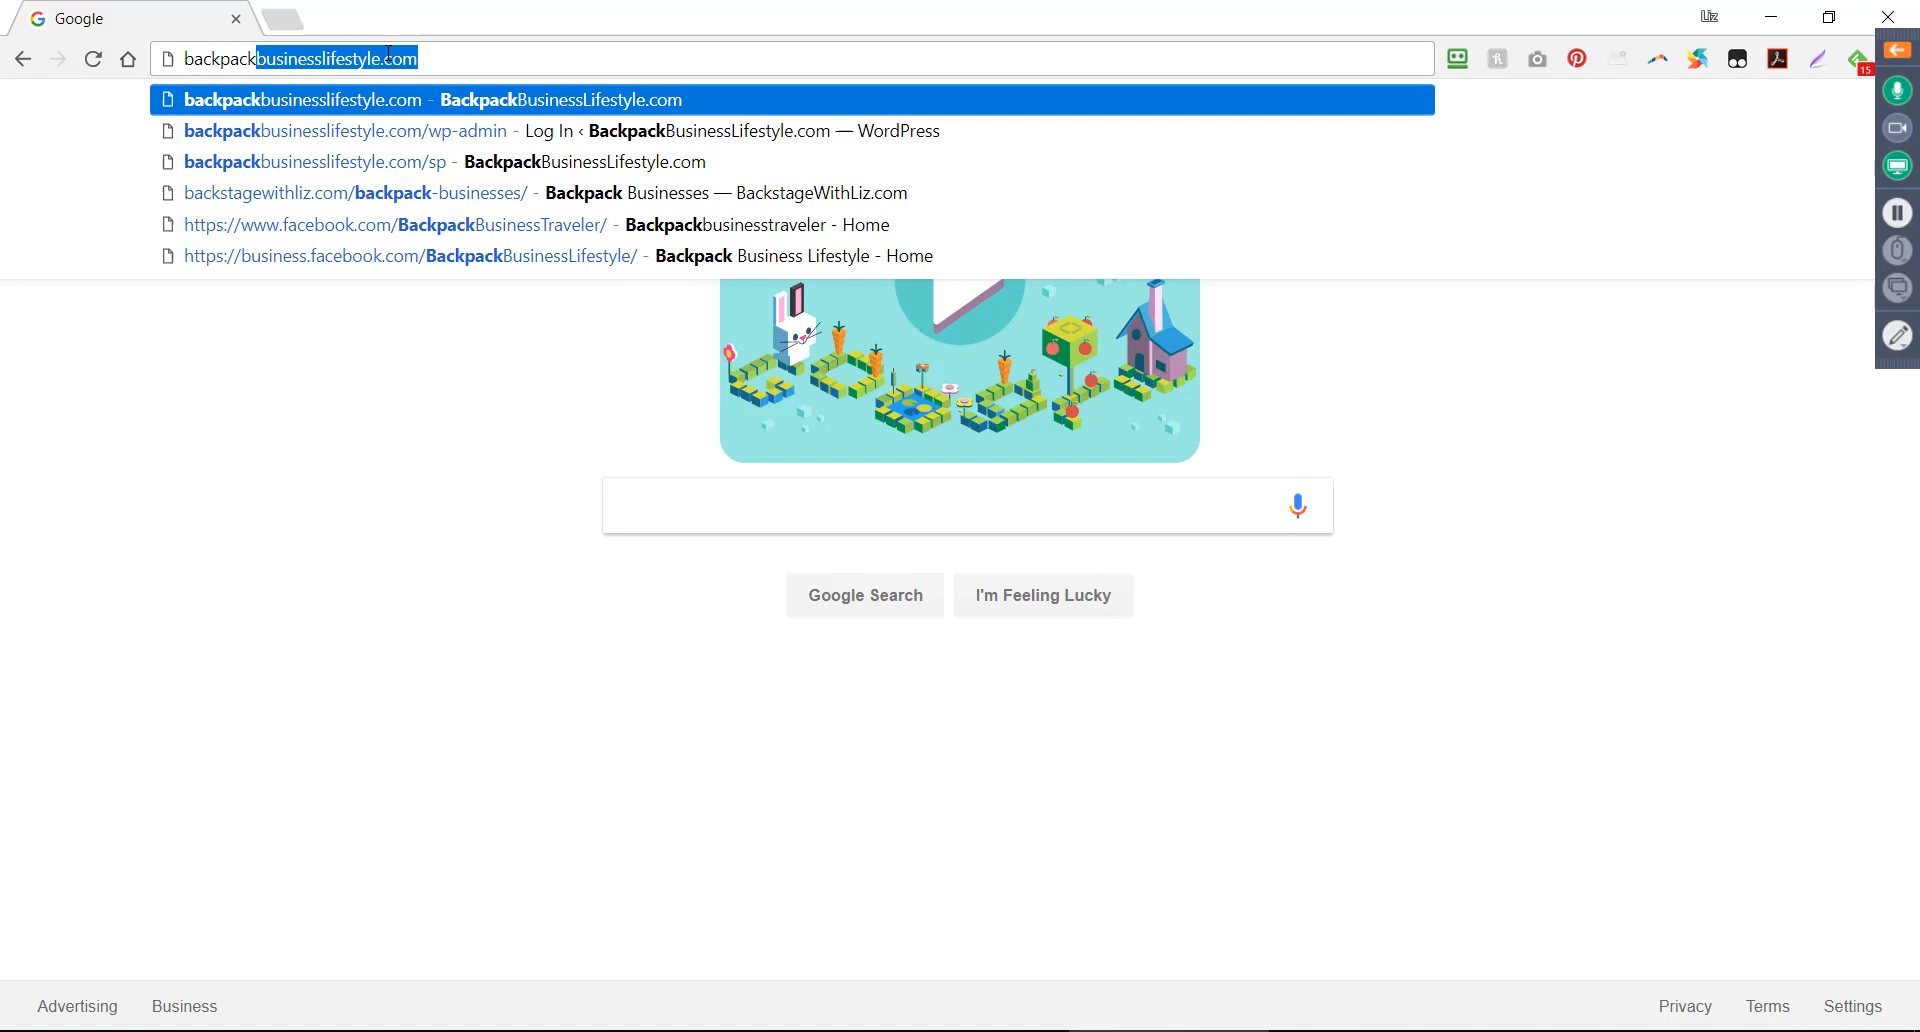 Google
Liz
backpackbusinesslifestyle.com
15
backpackbusinesslifestyle.com - BackpackBusinessLifestyle.com
backpackbusinesslifestyle.com/wp-admin - Log In ‹ BackpackBusinessLifestyle.com — WordPress
backpackbusinesslifestyle.com/sp - BackpackBusinessLifestyle.com
backstagewithliz.com/backpack-businesses/ - Backpack Businesses — BackstageWithLiz.com
https://www.facebook.com/BackpackBusinessTraveler/ - Backpackbusinesstraveler - Home
https://business.facebook.com/BackpackBusinessLifestyle/ - Backpack Business Lifestyle - Home
Google Search
I'm Feeling Lucky
Advertising
Business
Privacy
Terms
Settings